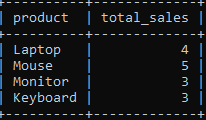 product | total_sales
Laptop | 4
Mouse | 5
Monitor | 3
Keyboard | 3